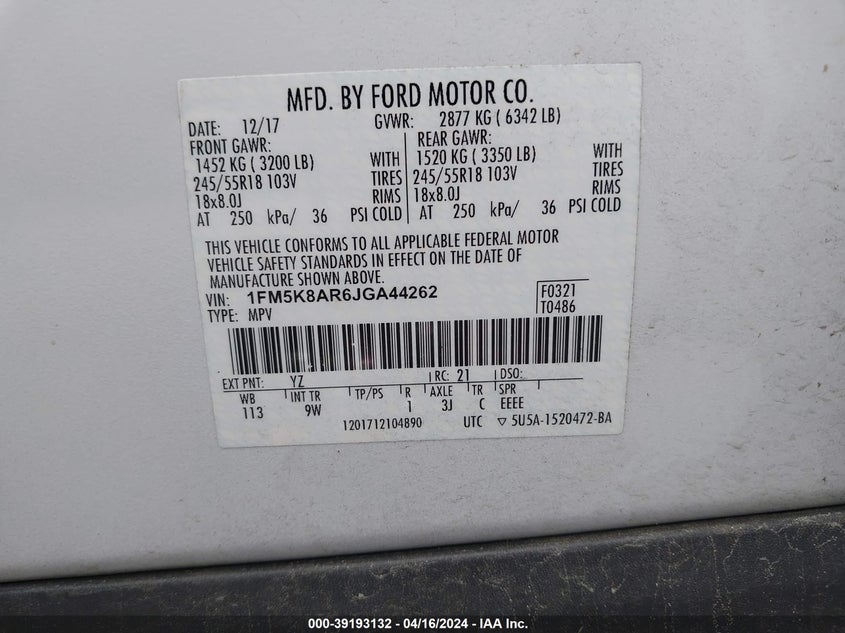 MFD. BY FORD MOTOR CO.
DATE: 12/17 GVWR: 2877 KG ( 6342 LB)
FRONT GAWR: REAR GAWR:
1452 KG ( 3200 LB) WITH 1520 KG ( 3350 LB) WITH
245/55R18 103V TIRES 245/55R18 103V TIRES
18x8.0J RIMS 18x8.0J RIMS
AT 250 kPa/ 36 PSI COLD AT 250 kPa/ 36 PSI COLD
THIS VEHICLE CONFORMS TO ALL APPLICABLE FEDERAL MOTOR
VEHICLE SAFETY STANDARDS IN EFFECT ON THE DATE OF
MANUFACTURE SHOWN ABOVE.
VIN: 1FM5K8AR6JGA44262 F0321
TYPE: MPV T0486
EXT PNT: YZ RC: 21 DSO:
WB INT TR TP/PS R AXLE TR SPR
113 9W 1 3J C EEEE
1201712104890 UTC ▽ 5U5A-1520472-BA
000-39193132 - 04/16/2024 - IAA Inc.